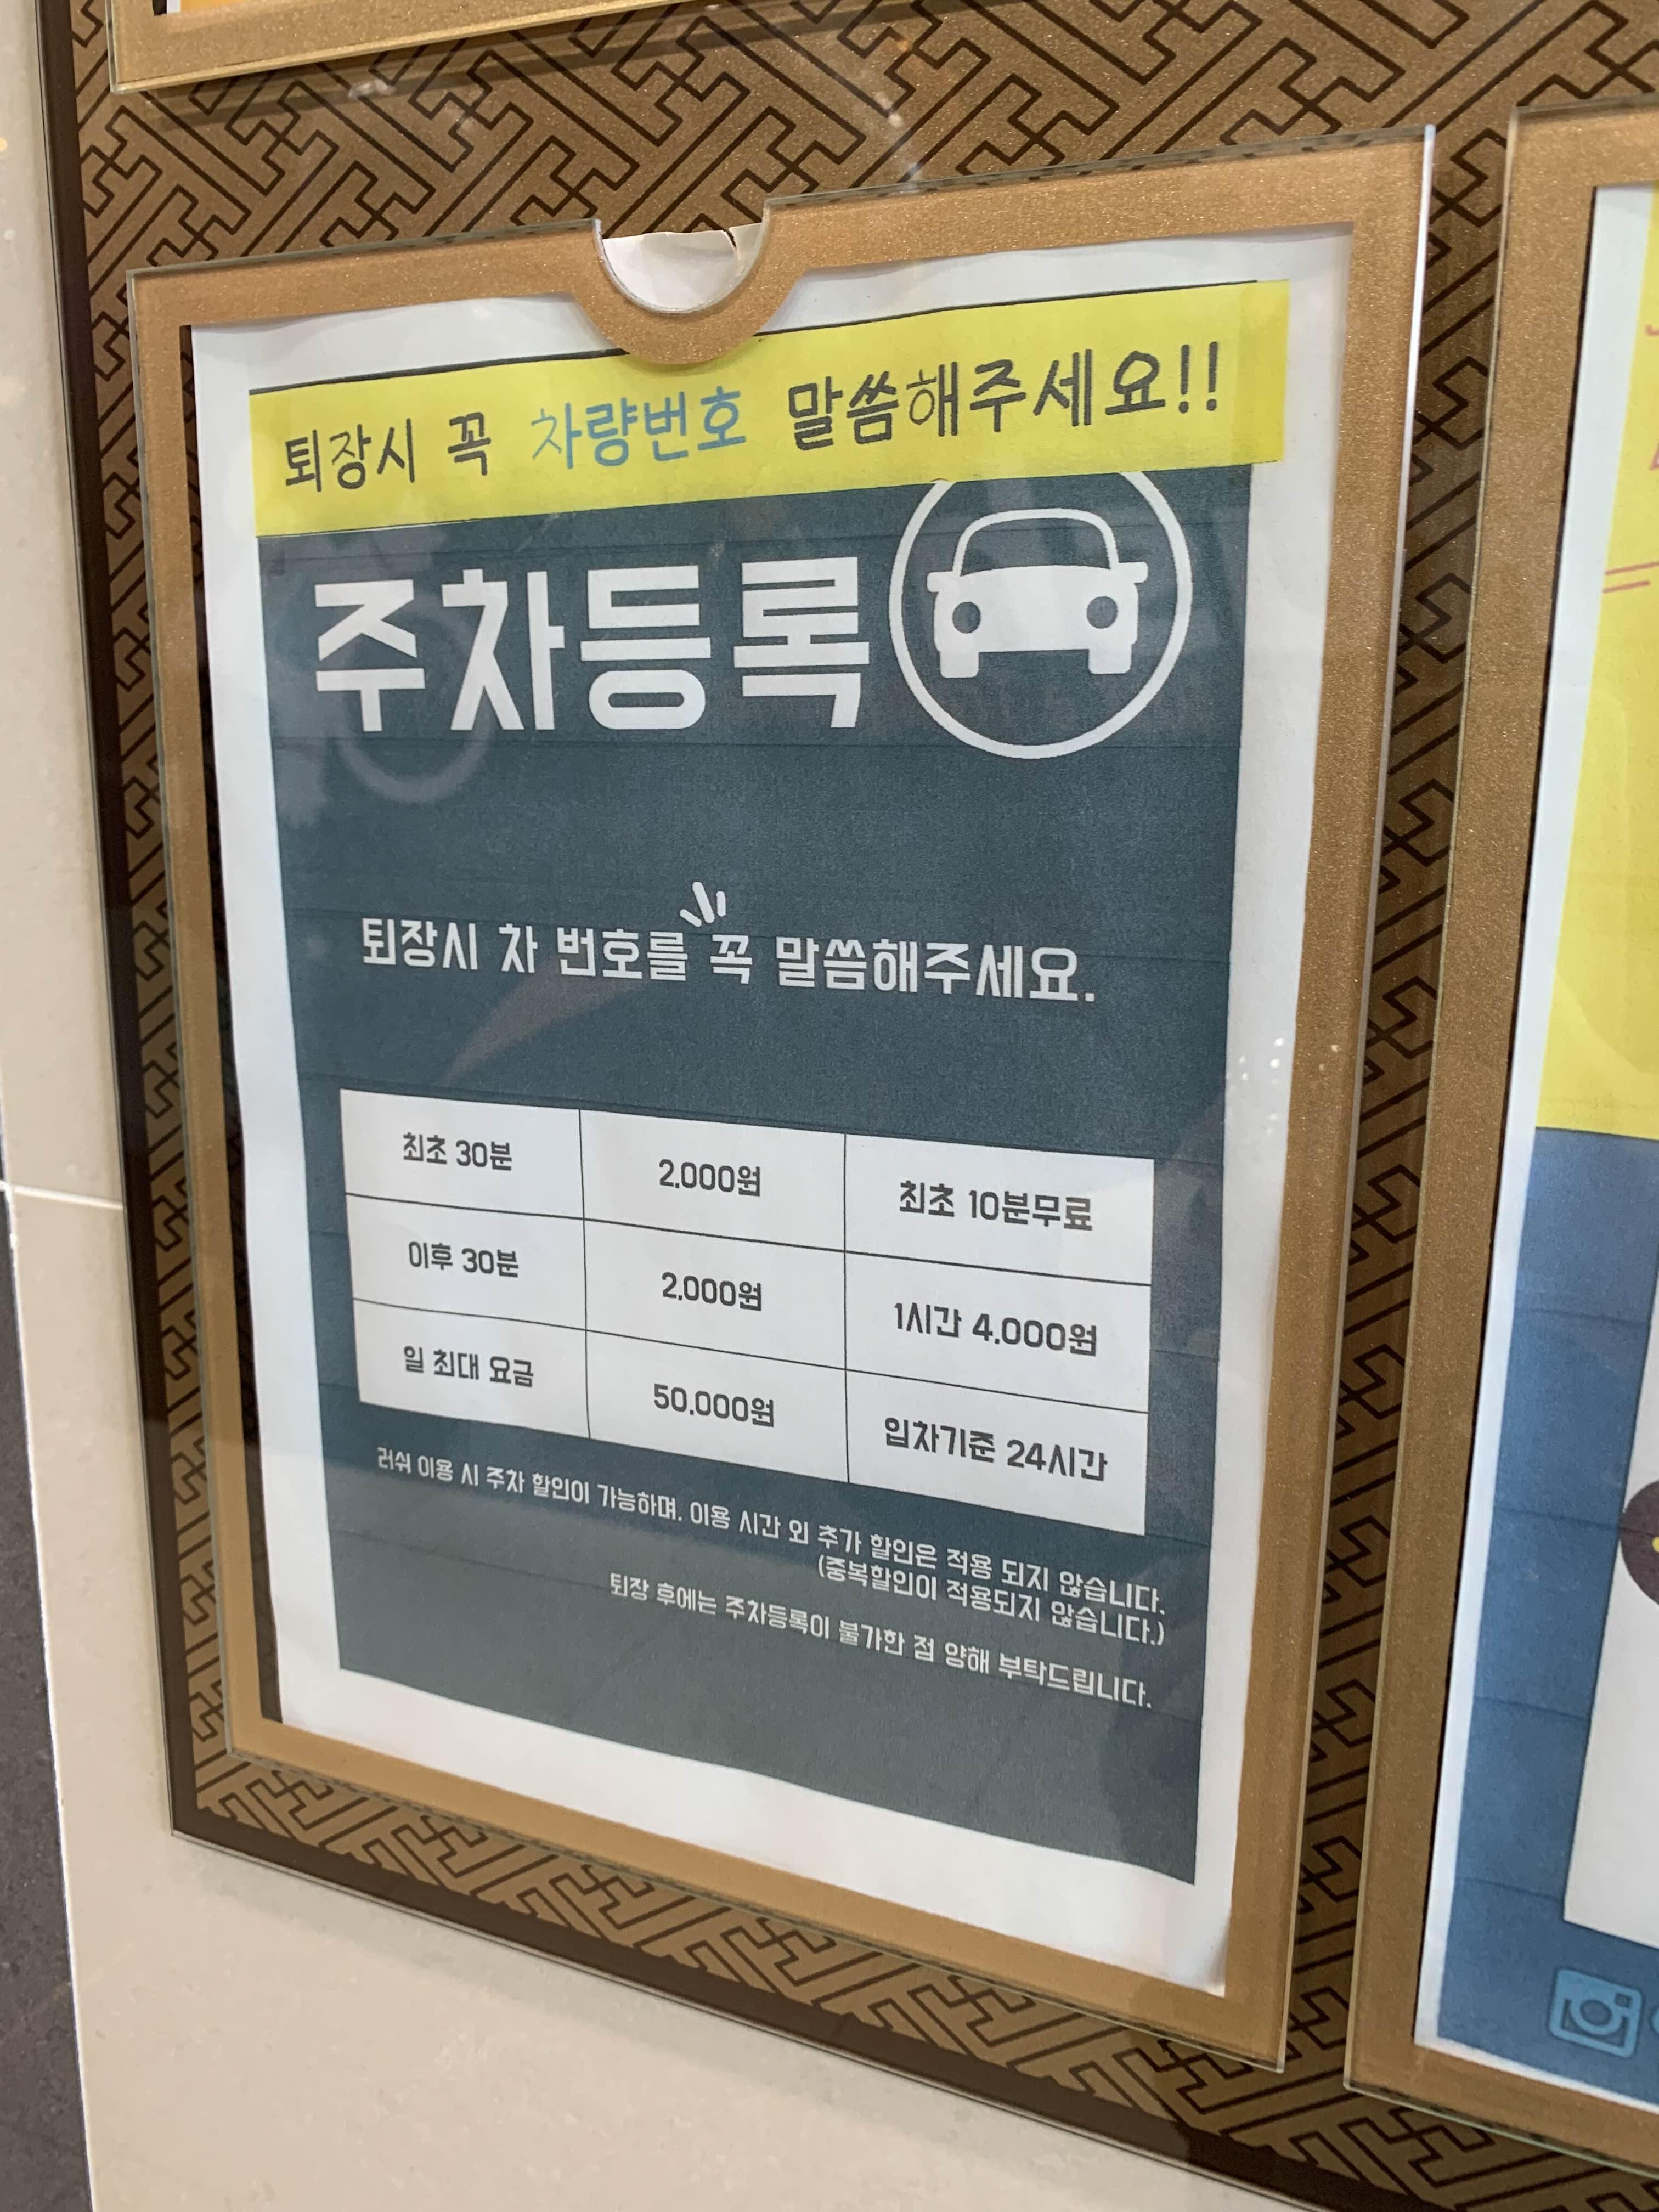 퇴장시 꼭 차량번호 말씀해주세요!!
주차등록
퇴장시 차 번호를 꼭 말씀해주세요.
최초 30분 2,000원 최초 10분무료
이후 30분 2,000원 1시간 4,000원
일 최대 요금 50,000원 입차기준 24시간
러쉬 이용 시 주차 할인이 가능하며, 이용 시간 외 추가 할인은 적용 되지 않습니다.
(중복할인이 적용되지 않습니다.)
퇴장 후에는 주차등록이 불가한 점 양해 부탁드립니다.